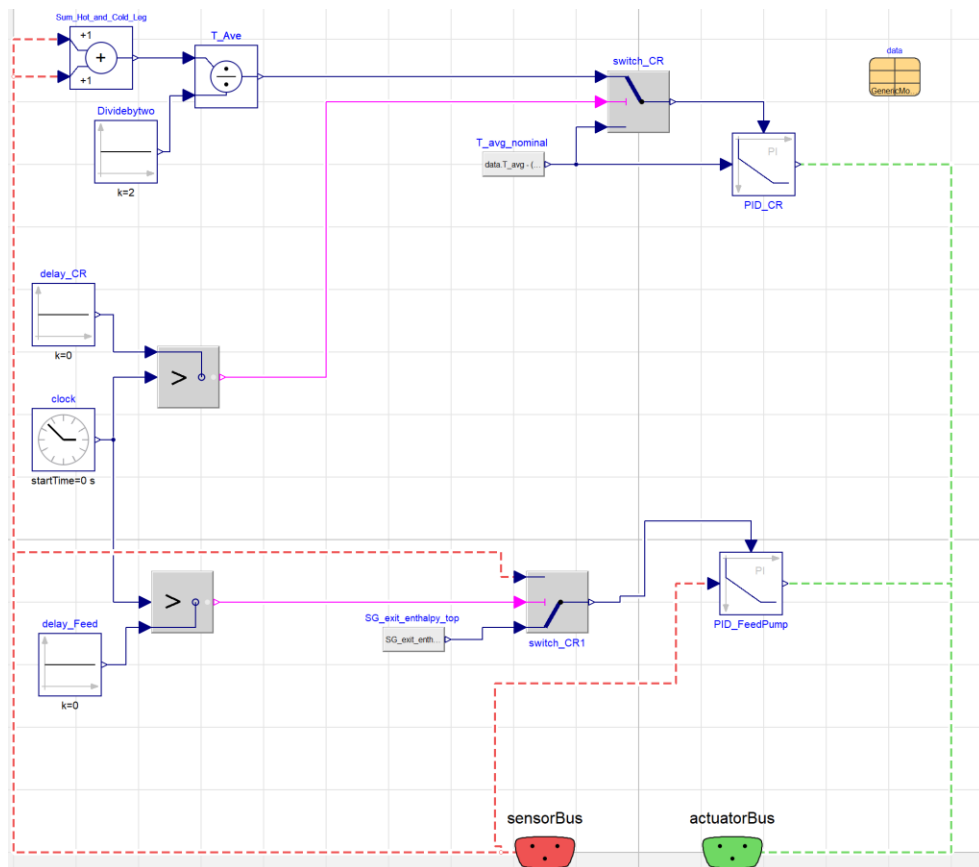 Sum_Hot_and_Cold_Leg
+1
+
+1
T_Ave
÷
Dividebytwo
k=2
switch_CR
data
GenericMo...
T_avg_nominal
data.T_avg - (...
PI
PID_CR
delay_CR
k=0
>
clock
startTime=0 s
>
delay_Feed
k=0
SG_exit_enthalpy_top
SG_exit_enth...
switch_CR1
PI
PID_FeedPump
sensorBus
actuatorBus